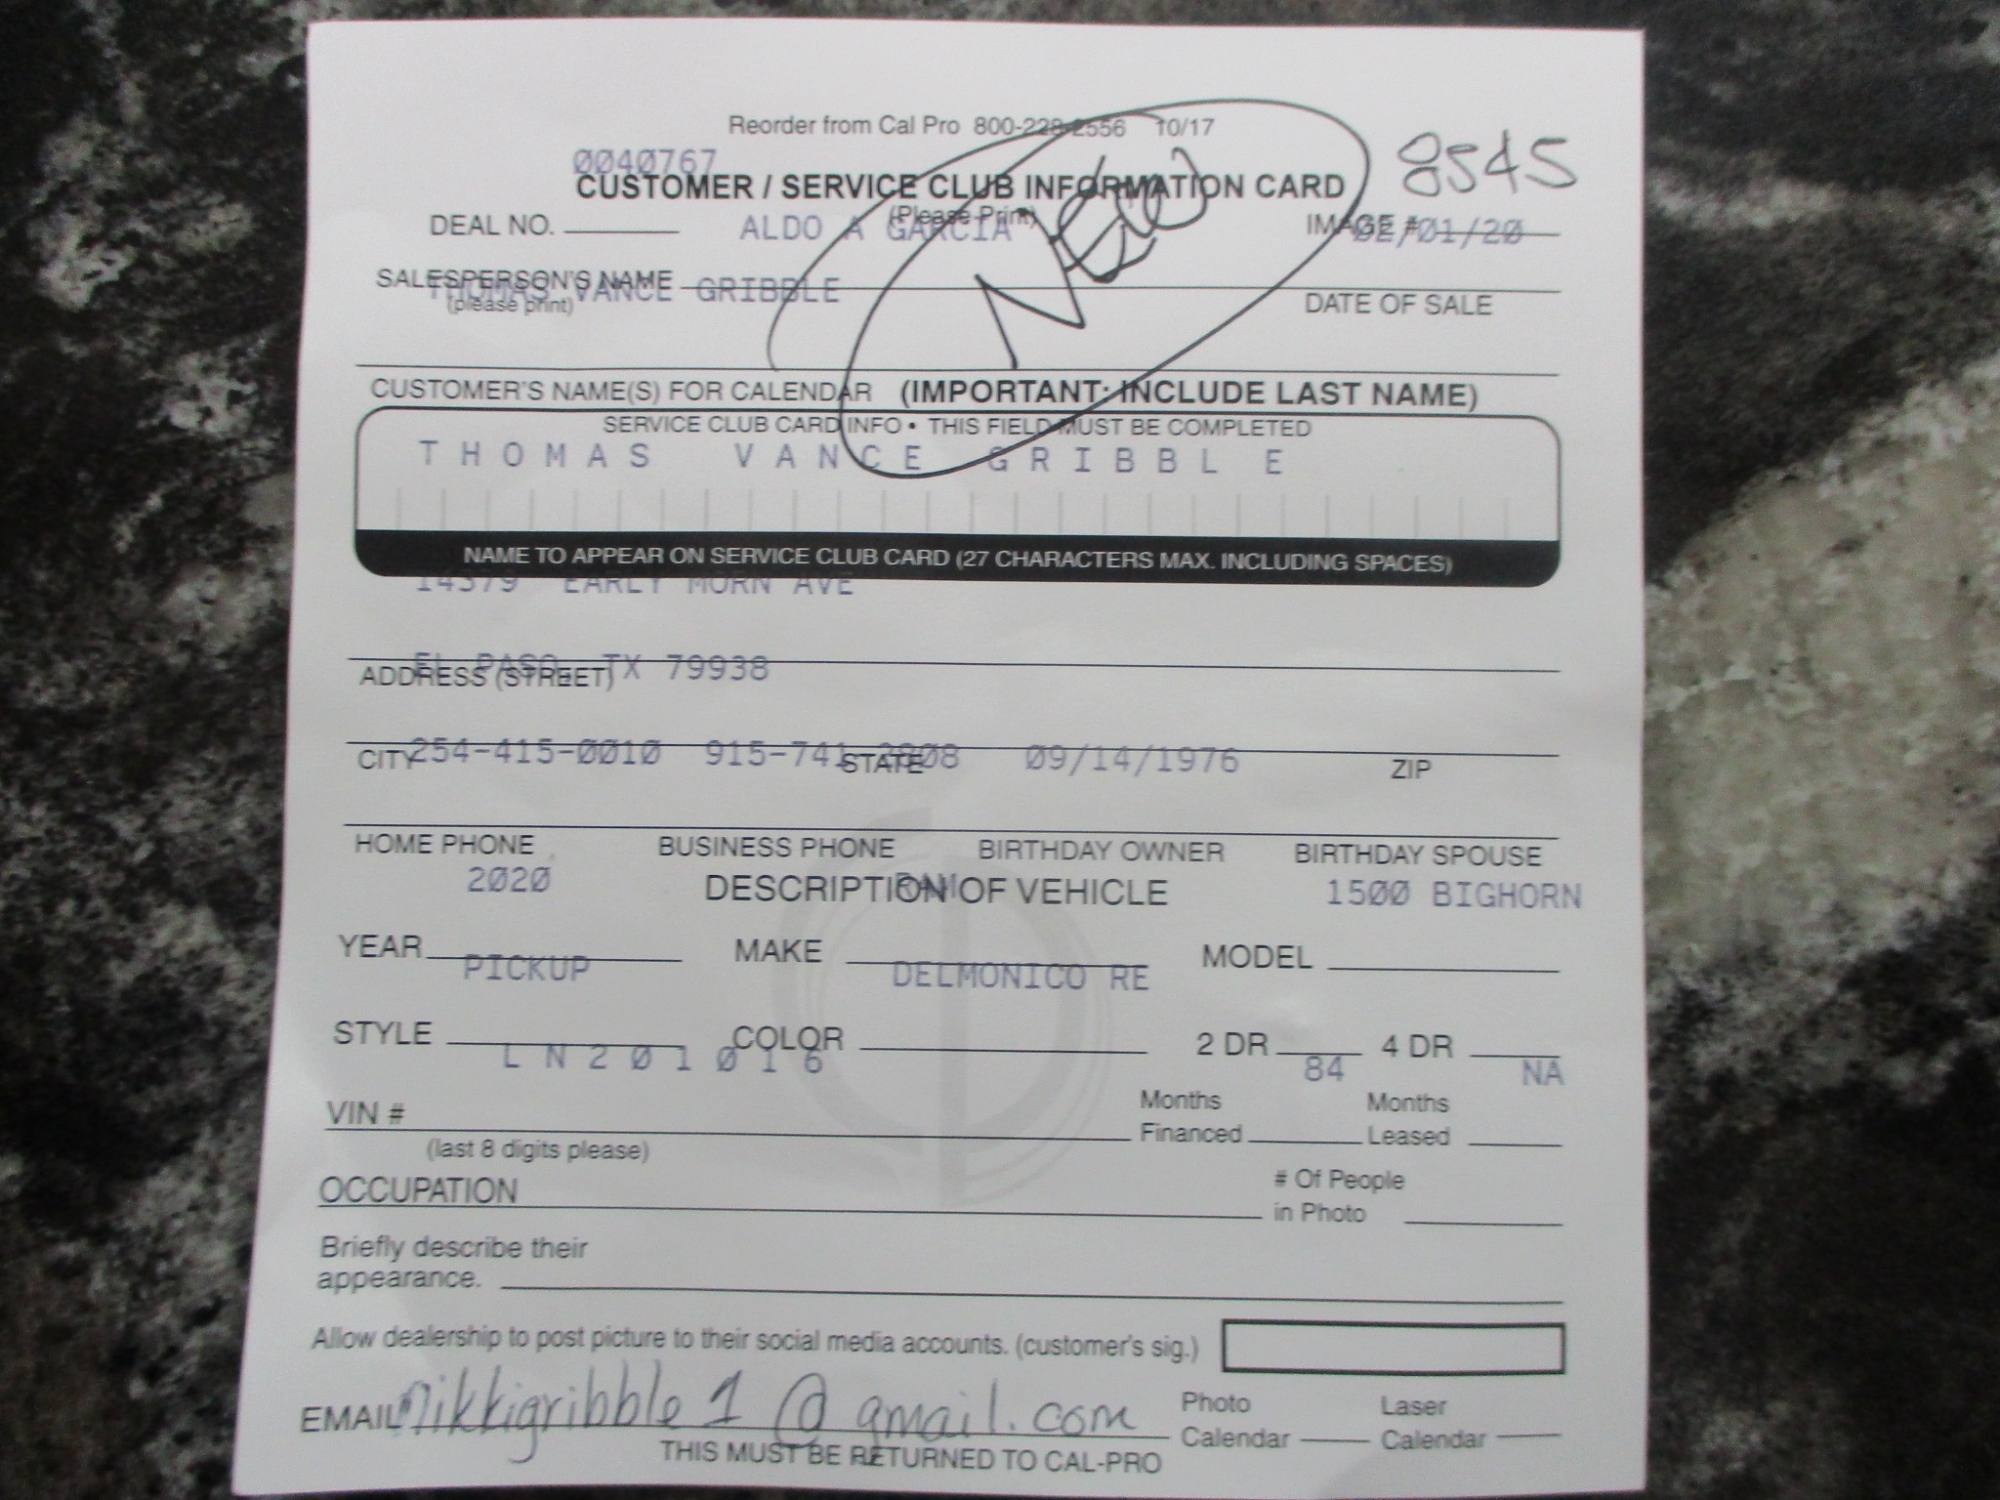 Reorder from Cal Pro 800-228-2556 10/17
0040767
8545
CUSTOMER / SERVICE CLUB INFORMATION CARD
(Please Print)
DEAL NO. ALDO A GARCIA IMAGE # 02/01/20
SALESPERSON'S NAME THOMAS VANCE GRIBBLE
(please print) DATE OF SALE
CUSTOMER'S NAME(S) FOR CALENDAR (IMPORTANT: INCLUDE LAST NAME)
SERVICE CLUB CARD INFO • THIS FIELD MUST BE COMPLETED
THOMAS VANCE GRIBBLE
NAME TO APPEAR ON SERVICE CLUB CARD (27 CHARACTERS MAX. INCLUDING SPACES)
14379 EARLY MORN AVE
EL PASO, TX 79938
ADDRESS (STREET)
254-415-0010 915-741-3808 09/14/1976
CITY STATE ZIP
HOME PHONE BUSINESS PHONE BIRTHDAY OWNER BIRTHDAY SPOUSE
2020 RAM 1500 BIGHORN
DESCRIPTION OF VEHICLE
YEAR MAKE MODEL
PICKUP DELMONICO RE
STYLE COLOR 2 DR 4 DR
LN201016 84 NA
VIN # Months Financed Months Leased
(last 8 digits please)
OCCUPATION # Of People in Photo
Briefly describe their
appearance.
Allow dealership to post picture to their social media accounts. (customer's sig.)
EMAIL nikkigribble1@gmail.com Photo Calendar Laser Calendar
THIS MUST BE RETURNED TO CAL-PRO